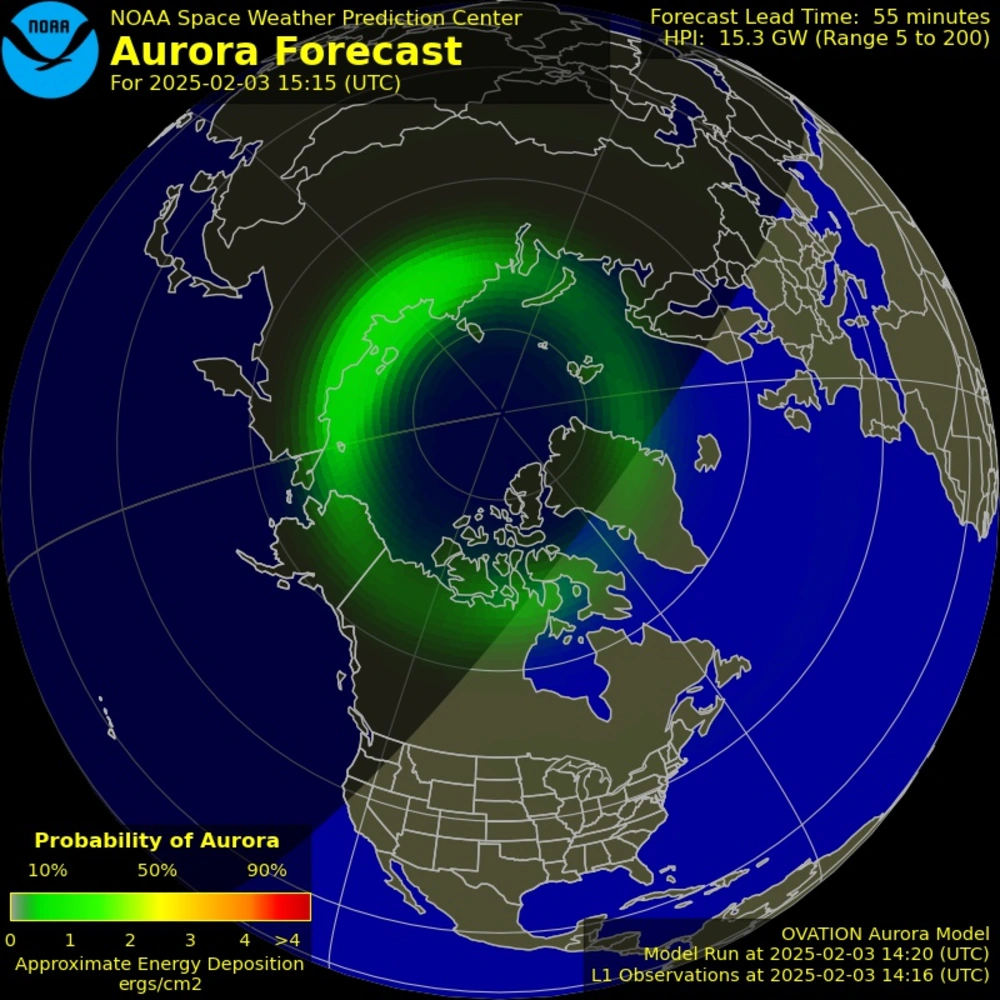 NOAA
NOAA Space Weather Prediction Center
Aurora Forecast
For 2025-02-03 15:15 (UTC)
Forecast Lead Time: 55 minutes
HPI: 15.3 GW (Range 5 to 200)
Probability of Aurora
10% 50% 90%
0 1 2 3 4 >4
Approximate Energy Deposition
ergs/cm2
OVATION Aurora Model
Model Run at 2025-02-03 14:20 (UTC)
L1 Observations at 2025-02-03 14:16 (UTC)